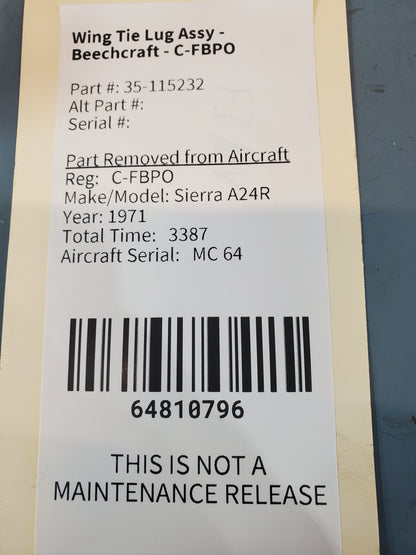 Wing Tie Lug Assy -
Beechcraft - C-FBPO
Part #: 35-115232
Alt Part #:
Serial #:
Part Removed from Aircraft
Reg: C-FBPO
Make/Model: Sierra A24R
Year: 1971
Total Time: 3387
Aircraft Serial: MC 64
64810796
THIS IS NOT A
MAINTENANCE RELEASE